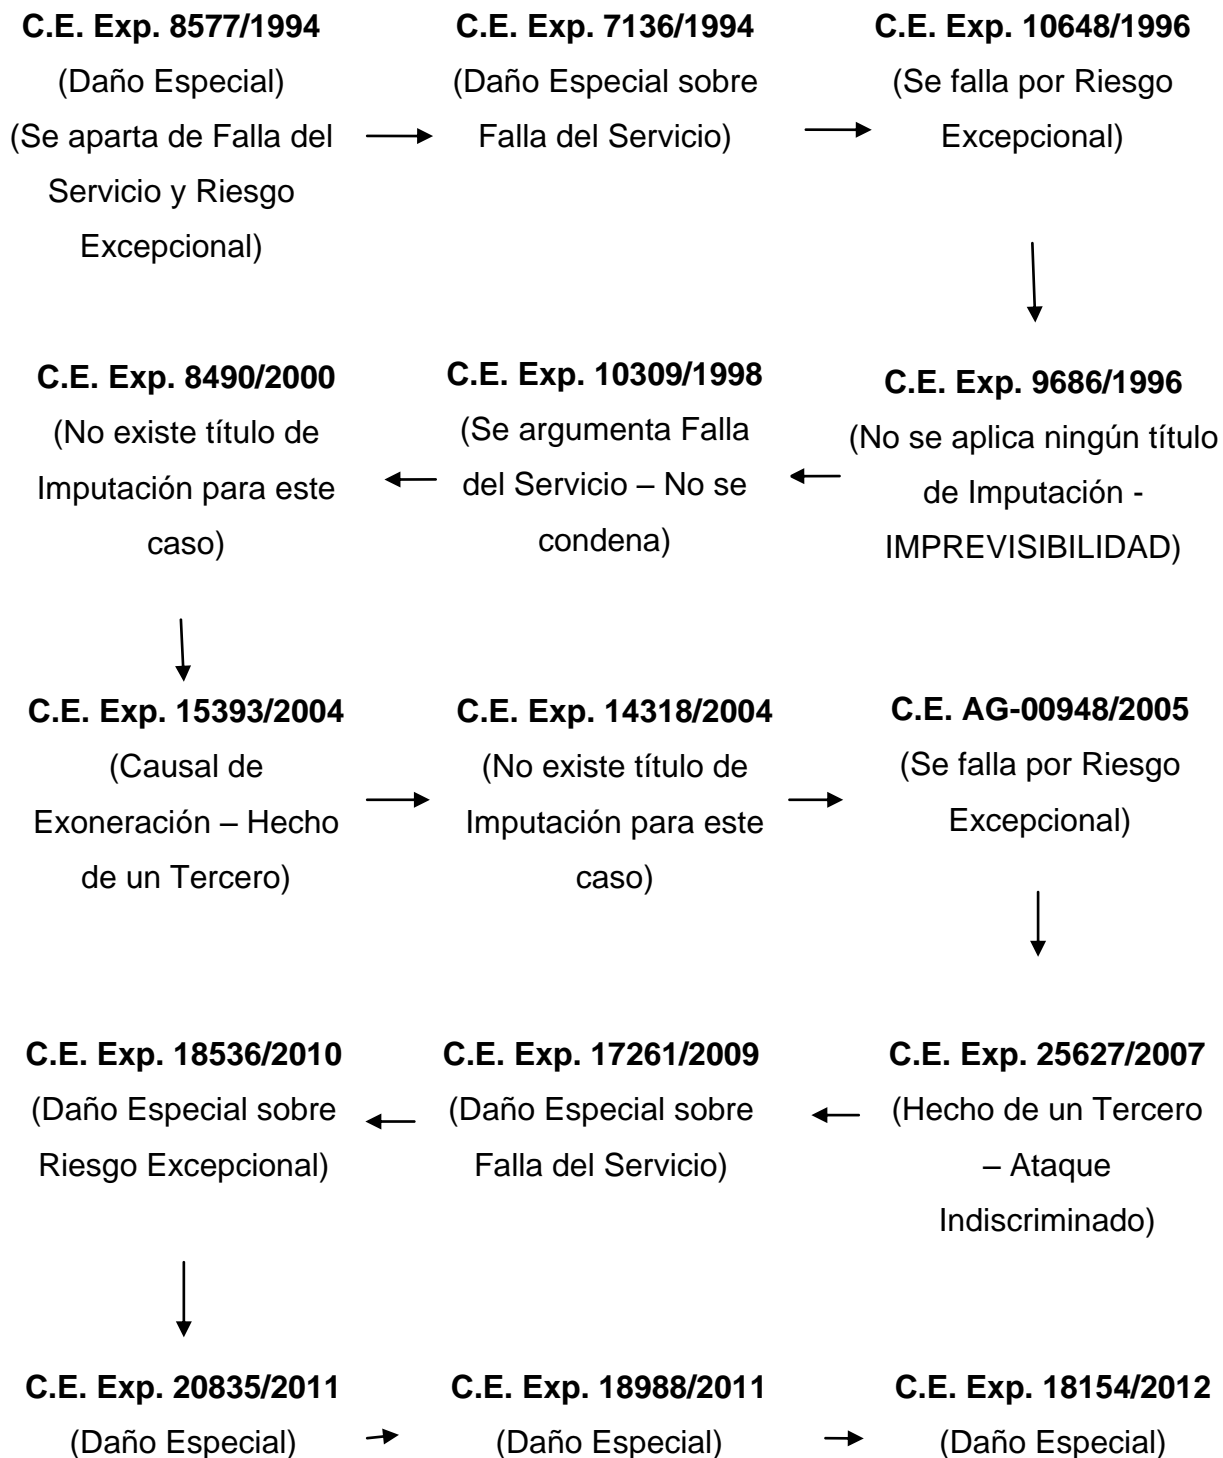 C.E. Exp. 8577/1994
(Daño Especial)
(Se aparta de Falla del
Servicio y Riesgo
Excepcional)
C.E. Exp. 7136/1994
(Daño Especial sobre
Falla del Servicio)
C.E. Exp. 10648/1996
(Se falla por Riesgo
Excepcional)
C.E. Exp. 9686/1996
(No se aplica ningún título
de Imputación -
IMPREVISIBILIDAD)
C.E. Exp. 10309/1998
(Se argumenta Falla
del Servicio – No se
condena)
C.E. Exp. 8490/2000
(No existe título de
Imputación para este
caso)
C.E. Exp. 15393/2004
(Causal de
Exoneración – Hecho
de un Tercero)
C.E. Exp. 14318/2004
(No existe título de
Imputación para este
caso)
C.E. AG-00948/2005
(Se falla por Riesgo
Excepcional)
C.E. Exp. 25627/2007
(Hecho de un Tercero
– Ataque
Indiscriminado)
C.E. Exp. 17261/2009
(Daño Especial sobre
Falla del Servicio)
C.E. Exp. 18536/2010
(Daño Especial sobre
Riesgo Excepcional)
C.E. Exp. 20835/2011
(Daño Especial)
C.E. Exp. 18988/2011
(Daño Especial)
C.E. Exp. 18154/2012
(Daño Especial)